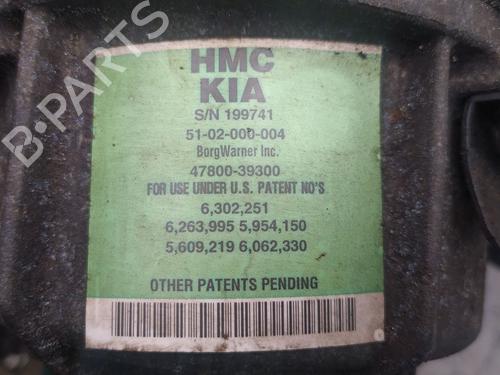 B-PARTS
HMC
KIA
S/N 199741
51-02-000-004
BorgWarner Inc.
47800-39300
FOR USE UNDER U.S. PATENT NO'S
6,302,251
6,263,995 5,954,150
5,609,219 6,062,330
OTHER PATENTS PENDING